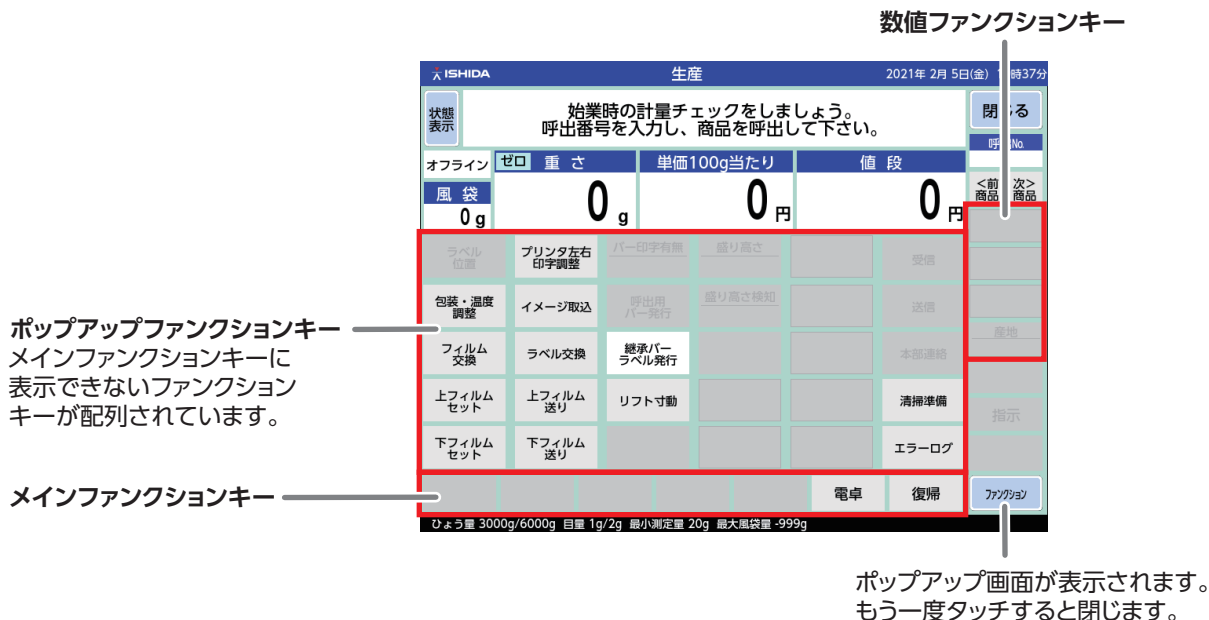 数値ファンクションキー
ISHIDA 生産 2021年 2月 5日(金) 1 時37分
状態
表示
始業時の計量チェックをしましょう。
呼出番号を入力し、商品を呼出して下さい。
閉 る
No.
オフライン ゼロ 重 さ 単価100g当たり 値 段
<前 次>
商品 商品
風 袋
0 g
0 g 0 円 0 円
ラベル
位置
プリンタ左右
印字調整
バー印字有無
盛り高さ
受信
包装・温度
調整
イメージ取込
呼出用
バー発行
盛り高さ検知
送信
産地
ポップアップファンクションキー
メインファンクションキーに
表示できないファンクション
キーが配列されています。
フィルム
交換
ラベル交換
継承バー
ラベル発行
本部連絡
上フィルム
セット
上フィルム
送り
リフト寸動
清掃準備
指示
下フィルム
セット
下フィルム
送り
エラーログ
メインファンクションキー
電卓 復帰 ファンクション
ひょう量 3000g/6000g 目量 1g/2g 最小測定量 20g 最大風袋量 -999g
ポップアップ画面が表示されます。
もう一度タッチすると閉じます。